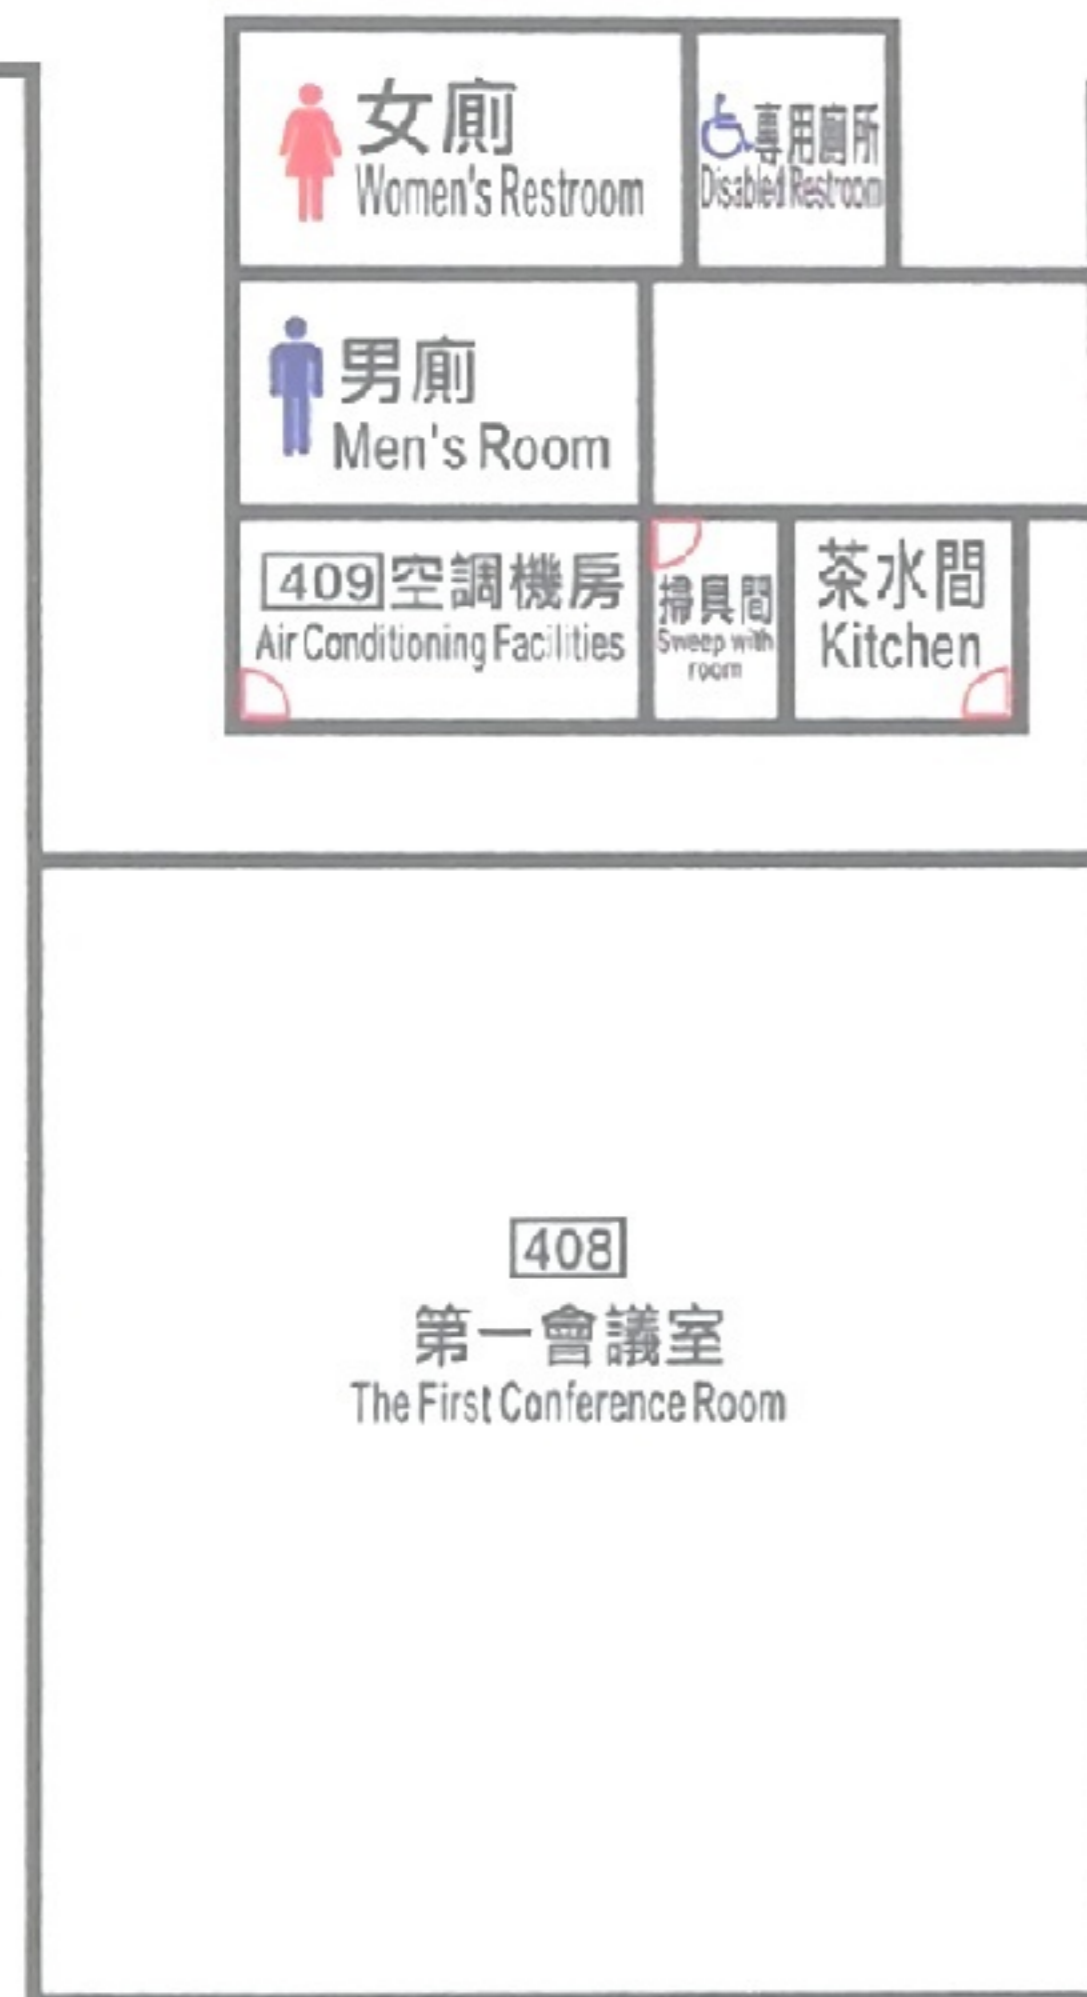 女廁
Women's Restroom
專用廁所
Disabled Restroom
男廁
Men's Room
409 空調機房
Air Conditioning Facilities
掃具間
Sweep with
room
茶水間
Kitchen
408
第一會議室
The First Conference Room